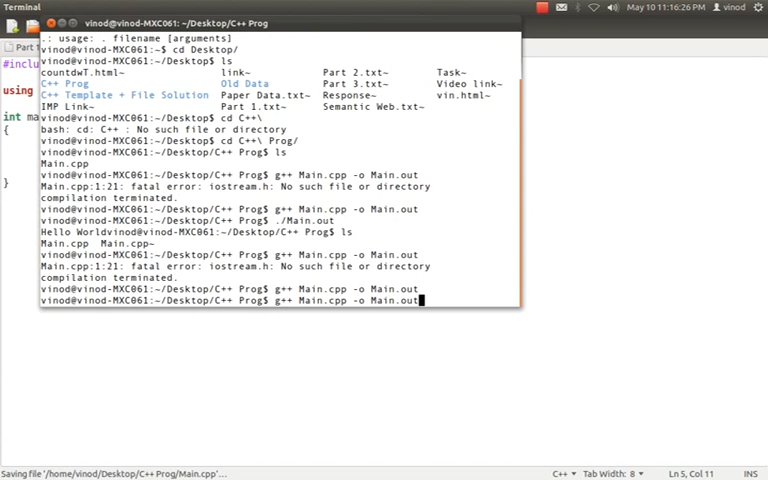 Terminal
May 10 11:16:26 PM
vinod
vinod@vinod-MXC061: ~/Desktop/C++ Prog
Part 1
#inclu
using
int ma
{
}
.: usage: . filename [arguments]
vinod@vinod-MXC061:~$ cd Desktop/
vinod@vinod-MXC061:~/Desktop$ ls
countdwT.html~ link~ Part 2.txt~ Task~
C++ Prog Old Data Part 3.txt~ Video link~
C++ Template + File Solution Paper Data.txt~ Response~ vin.html~
IMP Link~ Part 1.txt~ Semantic Web.txt~
vinod@vinod-MXC061:~/Desktop$ cd C++\
bash: cd: C++ : No such file or directory
vinod@vinod-MXC061:~/Desktop$ cd C++\ Prog/
vinod@vinod-MXC061:~/Desktop/C++ Prog$ ls
Main.cpp
vinod@vinod-MXC061:~/Desktop/C++ Prog$ g++ Main.cpp -o Main.out
Main.cpp:1:21: fatal error: iostream.h: No such file or directory
compilation terminated.
vinod@vinod-MXC061:~/Desktop/C++ Prog$ g++ Main.cpp -o Main.out
vinod@vinod-MXC061:~/Desktop/C++ Prog$ ./Main.out
Hello Worldvinod@vinod-MXC061:~/Desktop/C++ Prog$ ls
Main.cpp Main.cpp~
vinod@vinod-MXC061:~/Desktop/C++ Prog$ g++ Main.cpp -o Main.out
Main.cpp:1:21: fatal error: iostream.h: No such file or directory
compilation terminated.
vinod@vinod-MXC061:~/Desktop/C++ Prog$ g++ Main.cpp -o Main.out
vinod@vinod-MXC061:~/Desktop/C++ Prog$ g++ Main.cpp -o Main.out
Saving file '/home/vinod/Desktop/C++ Prog/Main.cpp'...
C++ Tab Width: 8 Ln 5, Col 11 INS